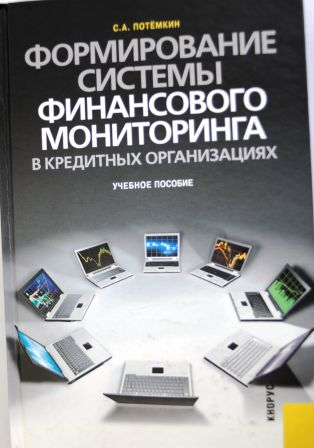 С.А. ПОТЁМКИН
ФОРМИРОВАНИЕ
СИСТЕМЫ
ФИНАНСОВОГО
МОНИТОРИНГА
В КРЕДИТНЫХ ОРГАНИЗАЦИЯХ
УЧЕБНОЕ ПОСОБИЕ
КНОРУС